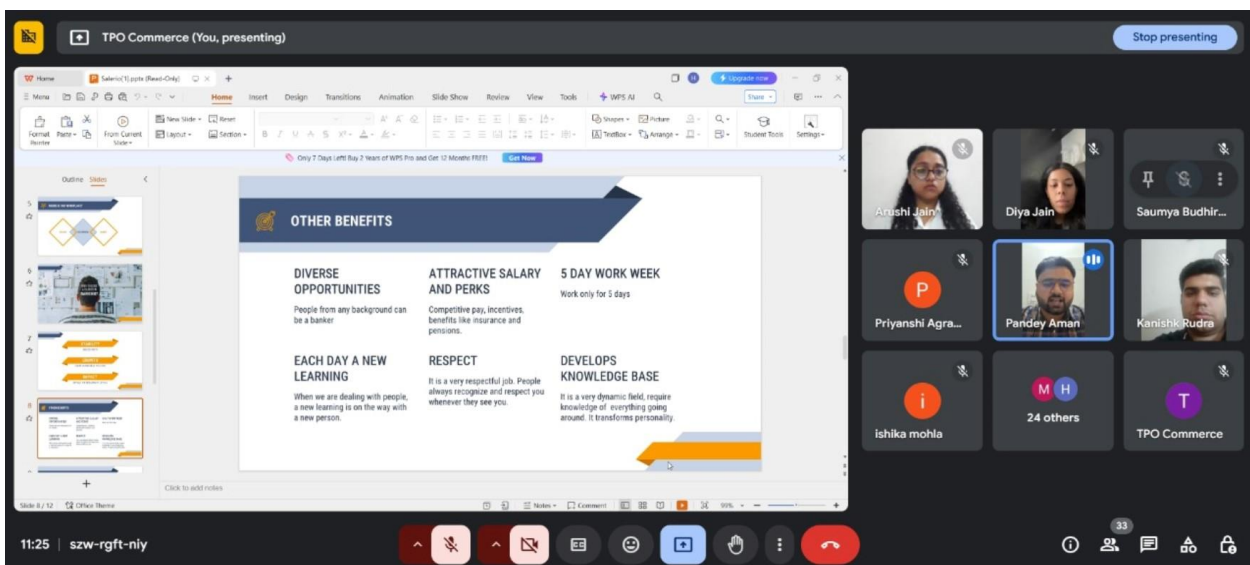 TPO Commerce (You, presenting)
Stop presenting
Home
Salerio(1).pptx (Read-Only)
Upgrade now
Menu
Home Insert Design Transitions Animation Slide Show Review View Tools WPS AI
Share
Format Painter
Paste
From Current Slide
New Slide
Layout
Reset
Section
Shapes
Picture
TextBox
Arrange
Student Tools
Settings
Only 7 Days Left! Buy 2 Years of WPS Pro and Get 12 Months FREE!
Get Now
Outline Slides
5
6
7
8
OTHER BENEFITS
DIVERSE
OPPORTUNITIES
People from any background can
be a banker
ATTRACTIVE SALARY
AND PERKS
Competitive pay, incentives,
benefits like insurance and
pensions.
5 DAY WORK WEEK
Work only for 5 days
EACH DAY A NEW
LEARNING
When we are dealing with people,
a new learning is on the way with
a new person.
RESPECT
It is a very respectful job. People
always recognize and respect you
whenever they see you.
DEVELOPS
KNOWLEDGE BASE
It is a very dynamic field, require
knowledge of everything going
around. It transforms personality.
Click to add notes
Slide 8 / 12
Office Theme
Notes
Comment
99%
Arushi Jain
Diya Jain
Saumya Budhir...
P
Priyanshi Agra...
Pandey Aman
Kanishk Rudra
i
ishika mohla
M H
24 others
T
TPO Commerce
11:25 | szw-rgft-niy
33